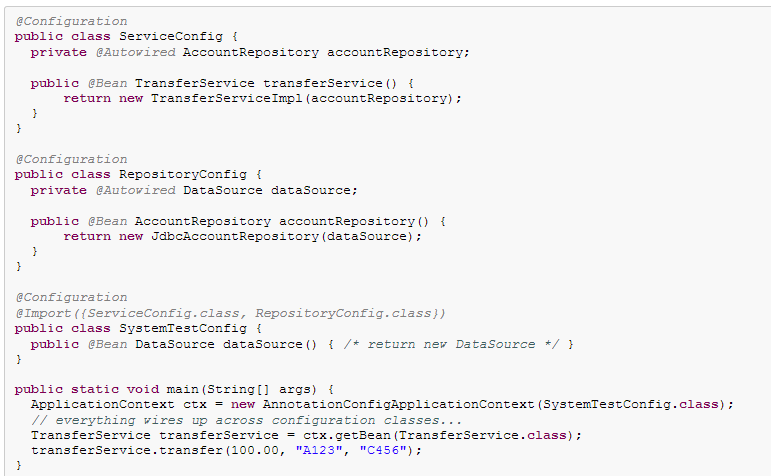 @Configuration
public class ServiceConfig {
private @Autowired AccountRepository accountRepository;
public @Bean TransferService transferService() {
return new TransferServiceImpl(accountRepository);
}
}
@Configuration
public class RepositoryConfig {
private @Autowired DataSource dataSource;
public @Bean AccountRepository accountRepository() {
return new JdbcAccountRepository(dataSource);
}
}
@Configuration
@Import({ServiceConfig.class, RepositoryConfig.class})
public class SystemTestConfig {
public @Bean DataSource dataSource() { /* return new DataSource */ }
}
public static void main(String[] args) {
ApplicationContext ctx = new AnnotationConfigApplicationContext(SystemTestConfig.class);
// everything wires up across configuration classes...
TransferService transferService = ctx.getBean(TransferService.class);
transferService.transfer(100.00, "A123", "C456");
}